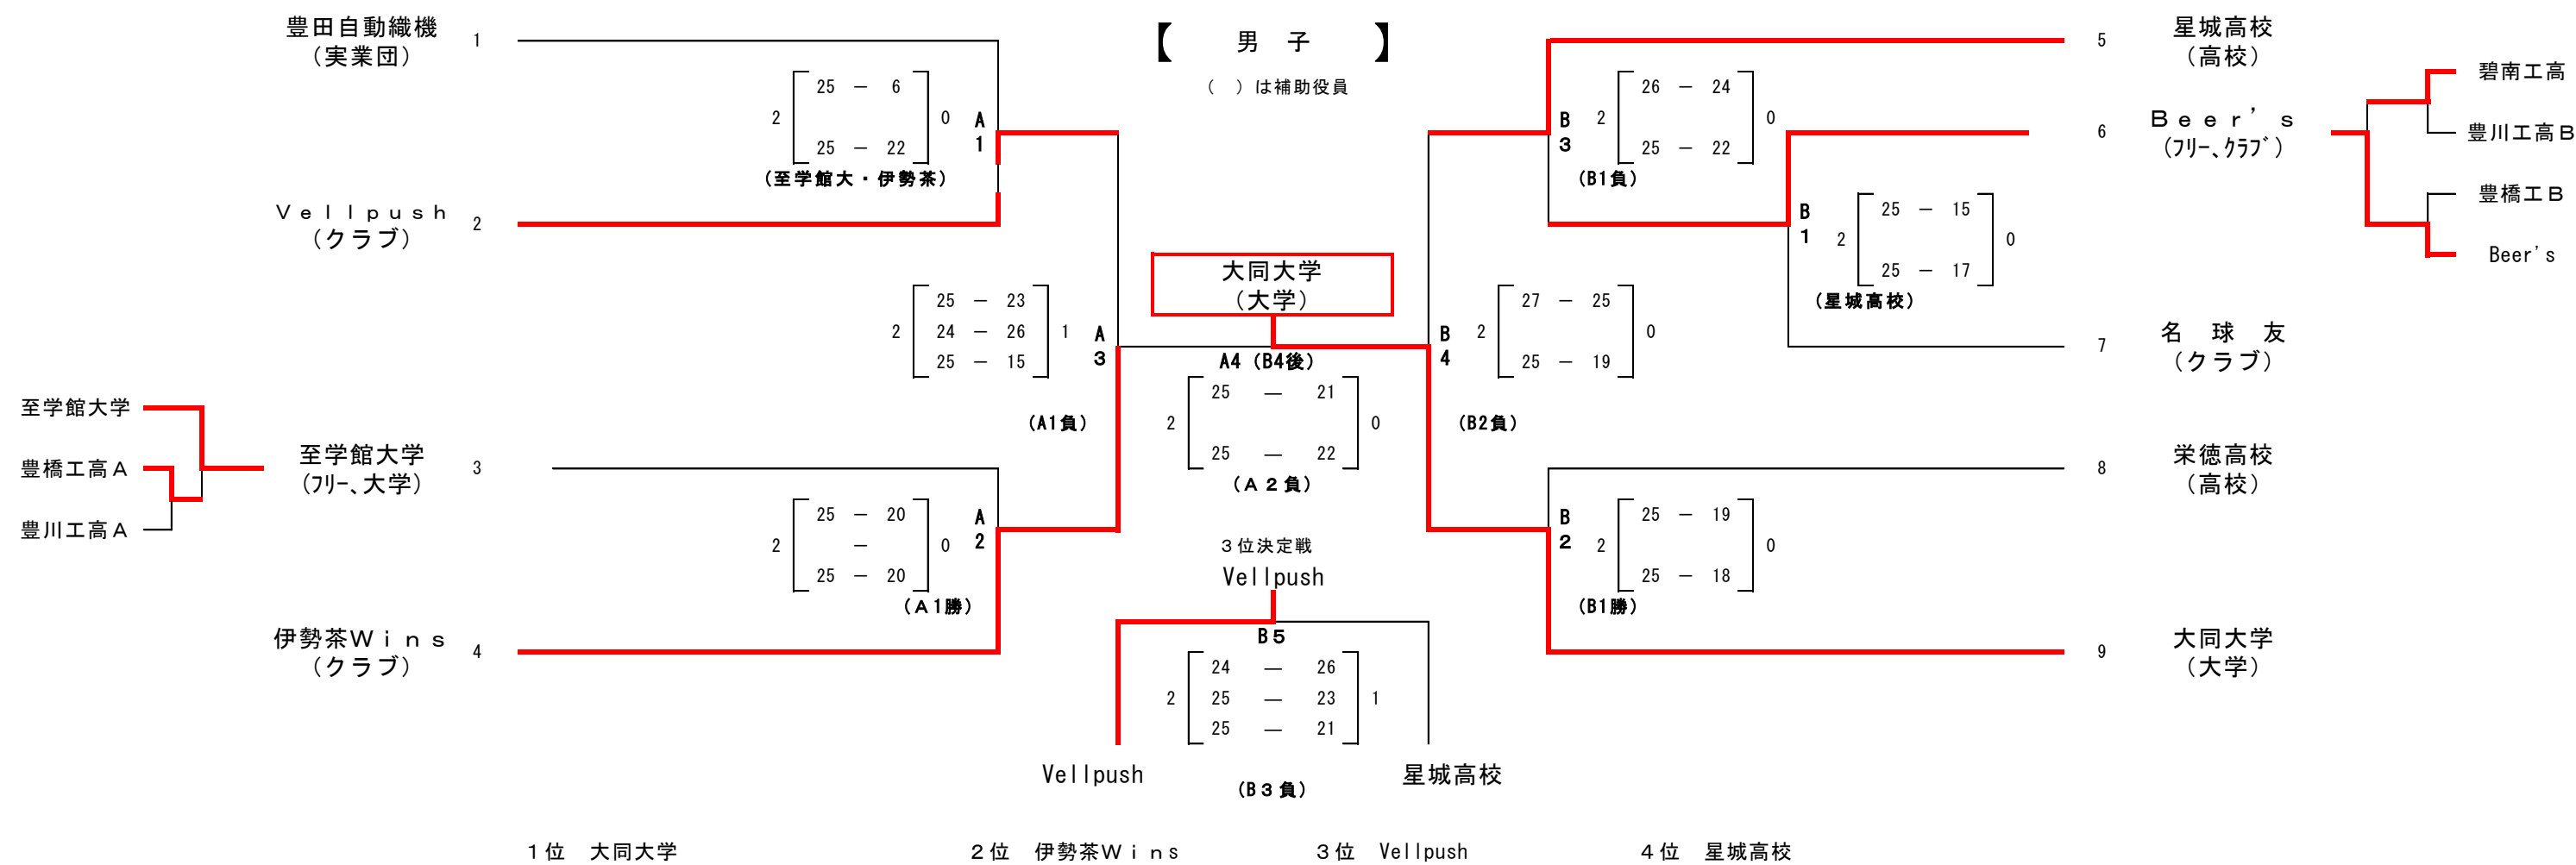 【　男　子　】
（　）は補助役員
豊田自動織機
（実業団）
1
2
25 － 6
25 － 22
0
A
1
（至学館大・伊勢茶）
Ｖｅｌｌｐｕｓｈ
（クラブ）
2
2
25 － 23
24 － 26
25 － 15
1
A
3
（A1負）
至学館大学
豊橋工高Ａ
豊川工高Ａ
至学館大学
（ﾌﾘｰ、大学）
3
2
25 － 20
－
25 － 20
0
A
2
（Ａ1勝）
伊勢茶Ｗｉｎｓ
（クラブ）
4
大同大学
（大学）
A4（B4後）
2
25 － 21
25 － 22
0
（Ａ２負）
３位決定戦
Vellpush
B５
2
24 － 26
25 － 23
25 － 21
1
Vellpush
星城高校
（B３負）
5
星城高校
（高校）
B
3
2
26 － 24
25 － 22
0
（B1負）
6
Ｂｅｅｒ’ｓ
（ﾌﾘｰ、ｸﾗﾌﾞ）
碧南工高
豊川工高Ｂ
豊橋工Ｂ
Beer's
B
1
2
25 － 15
25 － 17
0
（星城高校）
7
名　球　友
（クラブ）
B
4
2
27 － 25
25 － 19
0
（B2負）
8
栄徳高校
（高校）
B
2
2
25 － 19
25 － 18
0
（B1勝）
9
大同大学
（大学）
１位　大同大学　２位　伊勢茶Ｗｉｎｓ　３位　Vellpush　４位　星城高校